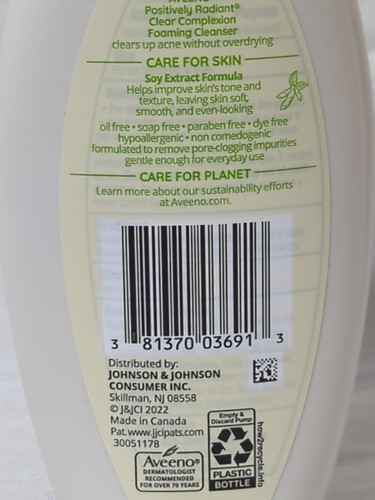 AVEENO®
Positively Radiant®
Clear Complexion
Foaming Cleanser
clears up acne without overdrying
CARE FOR SKIN
Soy Extract Formula
Helps improve skin's tone and
texture, leaving skin soft,
smooth, and even-looking
oil free • soap free • paraben free • dye free
hypoallergenic • non comedogenic
formulated to remove pore-clogging impurities
gentle enough for everyday use
CARE FOR PLANET
Learn more about our sustainability efforts
at Aveeno.com.
3 81370 03691 3
Distributed by:
JOHNSON & JOHNSON
CONSUMER INC.
Skillman, NJ 08558
© J&JCI 2022
Made in Canada
Pat. www.jjcipats.com
30051178
Aveeno®
DERMATOLOGIST
RECOMMENDED
FOR OVER 70 YEARS
Empty &
Discard Pump
PLASTIC
BOTTLE
how2recycle.info